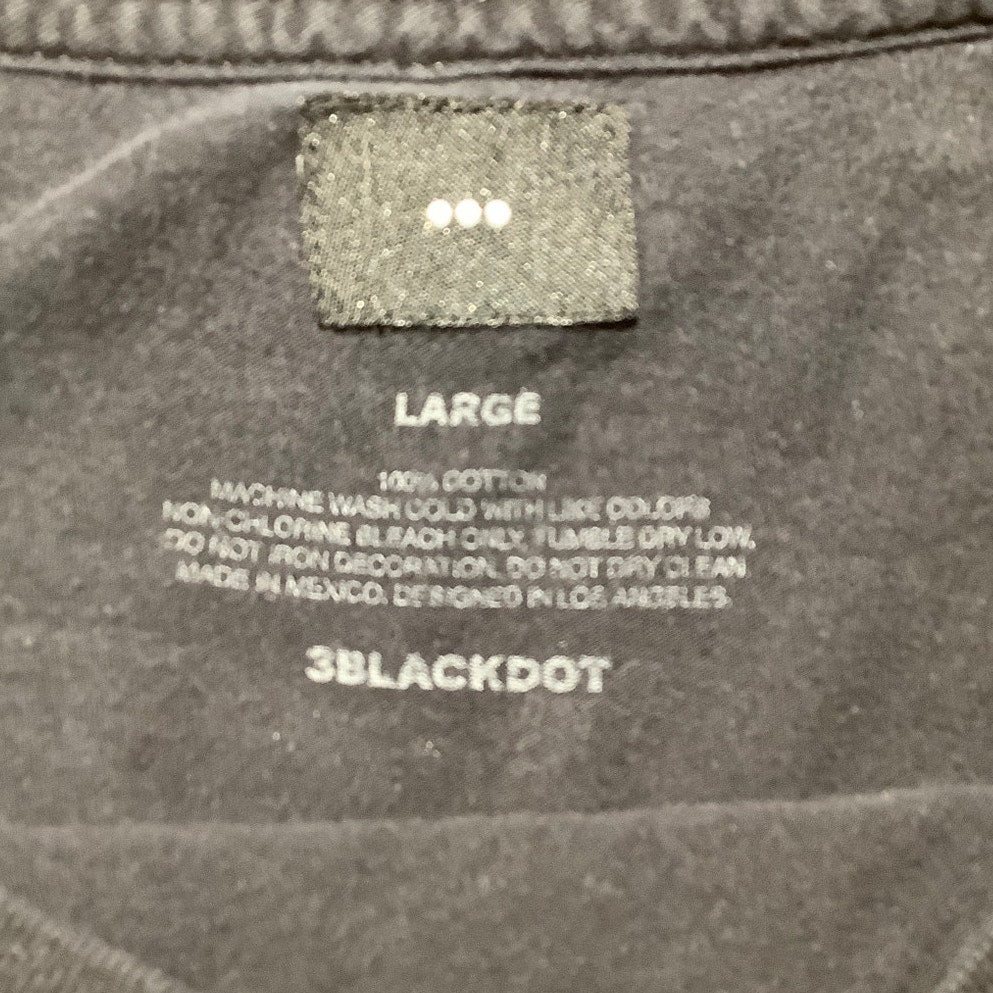 LARGE
100% COTTON
MACHINE WASH COLD WITH LIKE COLORS
NON-CHLORINE BLEACH ONLY. TUMBLE DRY LOW.
DO NOT IRON DECORATION. DO NOT DRY CLEAN
MADE IN MEXICO. DESIGNED IN LOS ANGELES.
3BLACKDOT